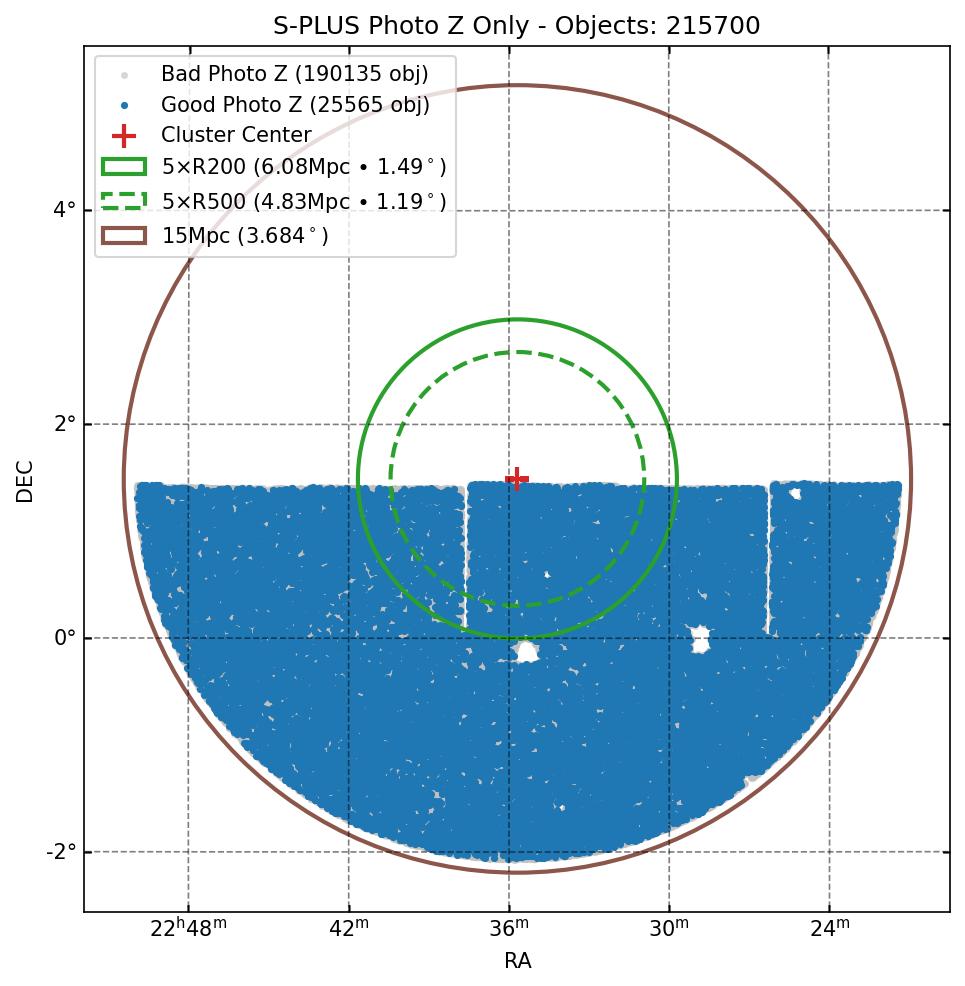 S-PLUS Photo Z Only - Objects: 215700
Bad Photo Z (190135 obj)
Good Photo Z (25565 obj)
Cluster Center
5×R200 (6.08Mpc • 1.49°)
5×R500 (4.83Mpc • 1.19°)
15Mpc (3.684°)
4°
2°
0°
-2°
DEC
22ʰ48ᵐ 42ᵐ 36ᵐ 30ᵐ 24ᵐ
RA